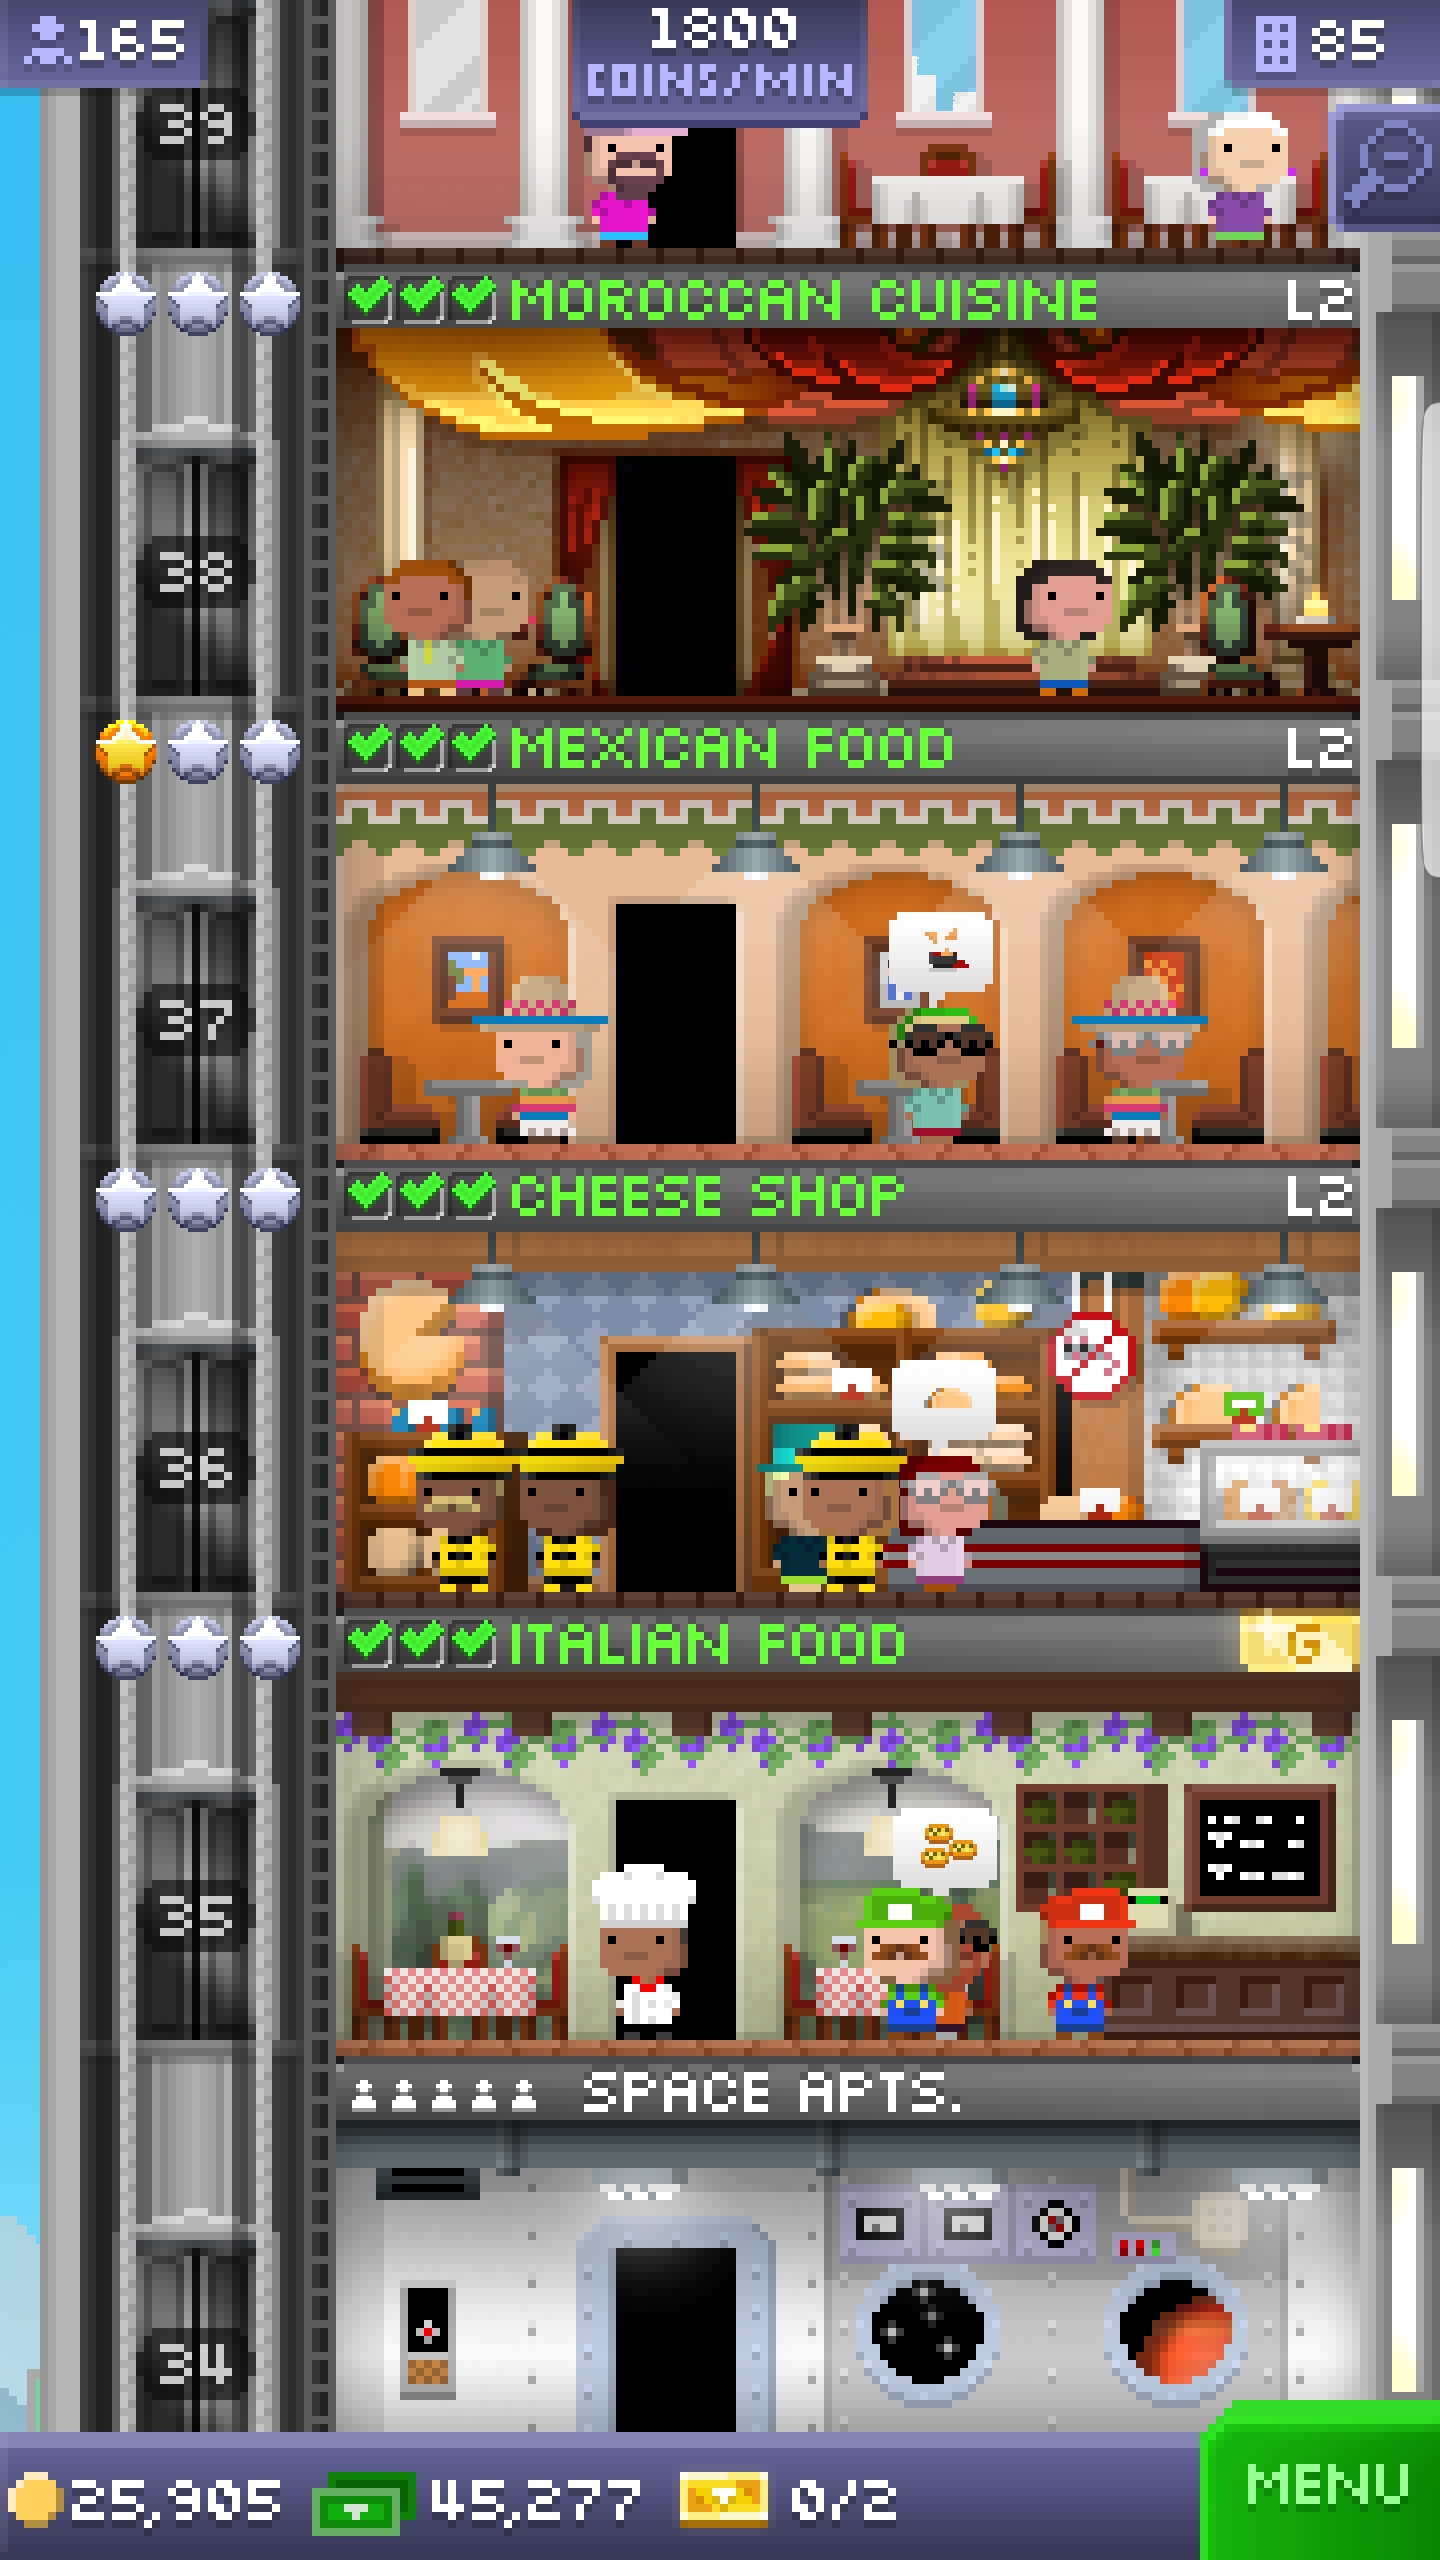 165
1800
COINS/MIN
85
39
MOROCCAN CUISINE L2
38
MEXICAN FOOD L2
37
CHEESE SHOP L2
36
ITALIAN FOOD G
35
SPACE APTS.
34
25,905 45,277 0/2
MENU